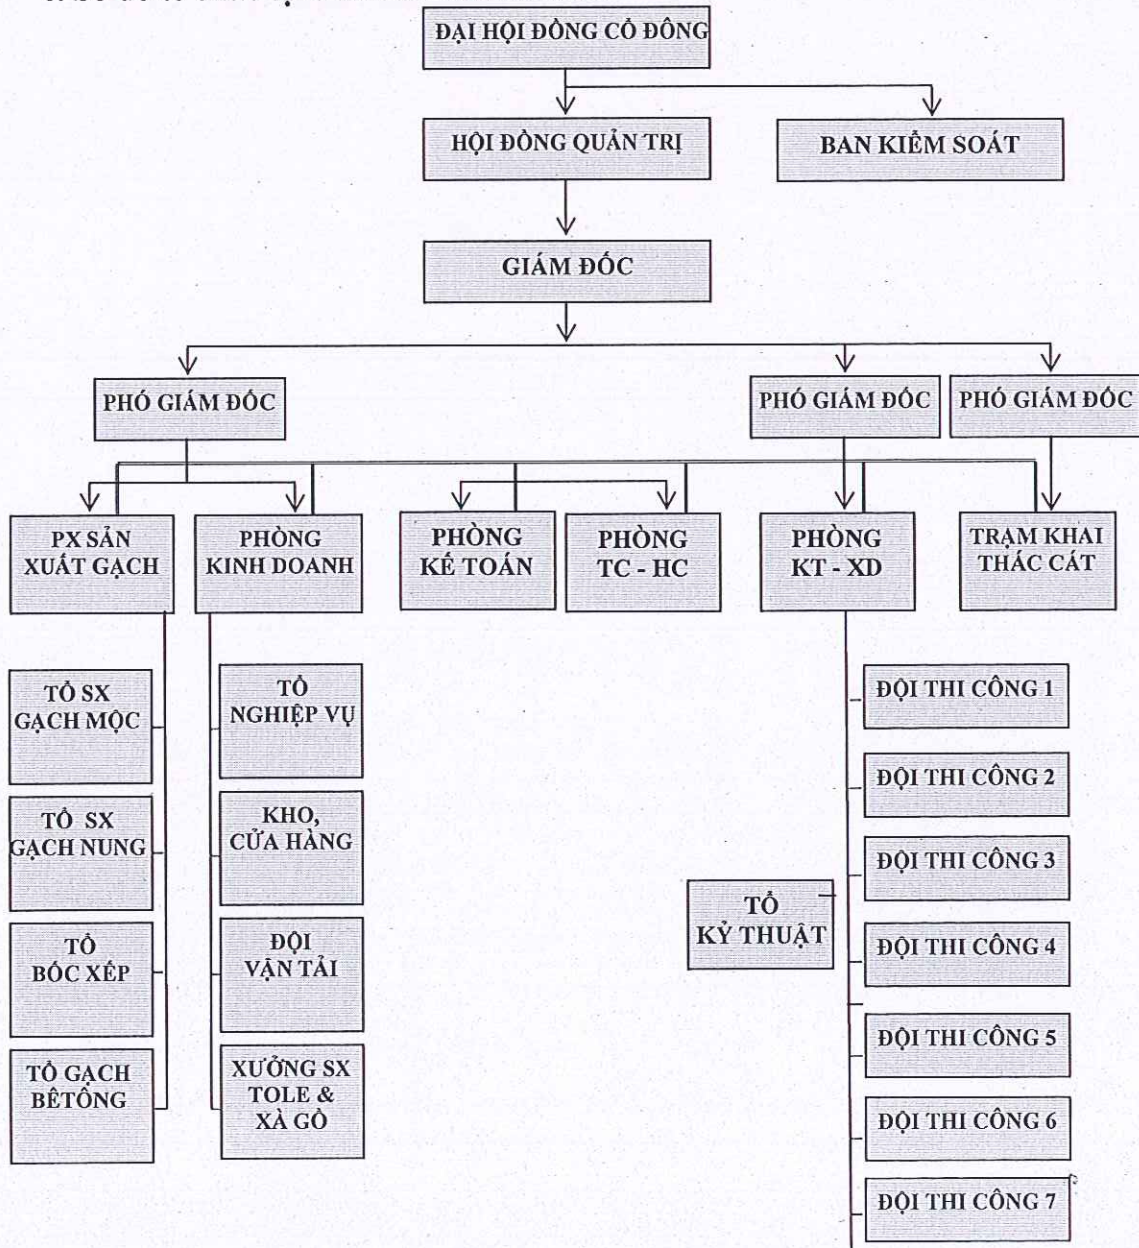 ĐẠI HỘI ĐỒNG CỔ ĐÔNG
HỘI ĐỒNG QUẢN TRỊ
BAN KIỂM SOÁT
GIÁM ĐỐC
PHÓ GIÁM ĐỐC
PHÓ GIÁM ĐỐC
PHÓ GIÁM ĐỐC
PX SẢN
XUẤT GẠCH
PHÒNG
KINH DOANH
PHÒNG
KẾ TOÁN
PHÒNG
TC - HC
PHÒNG
KT - XD
TRẠM KHAI
THÁC CÁT
TỔ SX
GẠCH MỘC
TỔ SX
GẠCH NUNG
TỔ
BỐC XẾP
TỔ GẠCH
BÊTÔNG
TỔ
NGHIỆP VỤ
KHO,
CỬA HÀNG
ĐỘI
VẬN TẢI
XƯỞNG SX
TOLE &
XÀ GỒ
TỔ
KỶ THUẬT
ĐỘI THI CÔNG 1
ĐỘI THI CÔNG 2
ĐỘI THI CÔNG 3
ĐỘI THI CÔNG 4
ĐỘI THI CÔNG 5
ĐỘI THI CÔNG 6
ĐỘI THI CÔNG 7